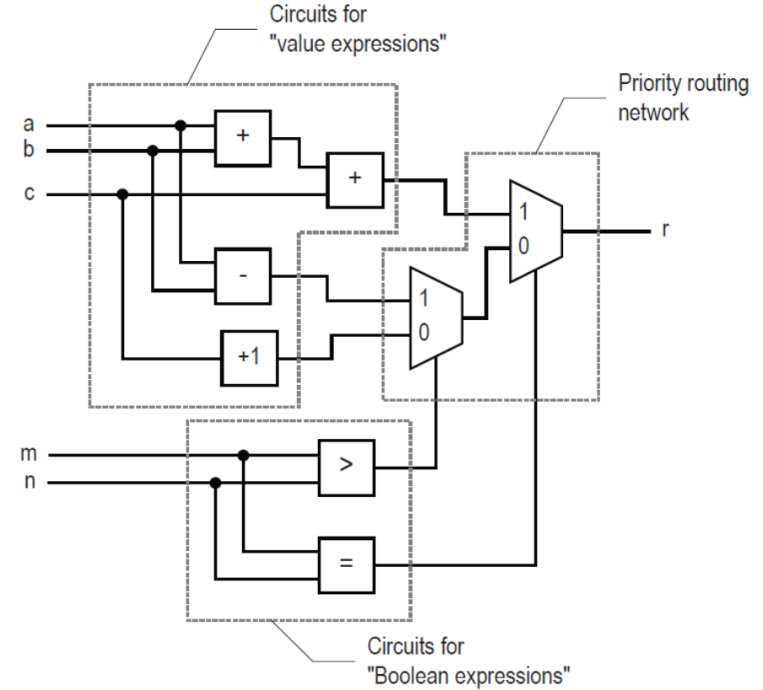 Circuits for
"value expressions"
Priority routing
network
a
b
c
+
+
-
+1
1
0
1
0
r
m
n
>
=
Circuits for
"Boolean expressions"